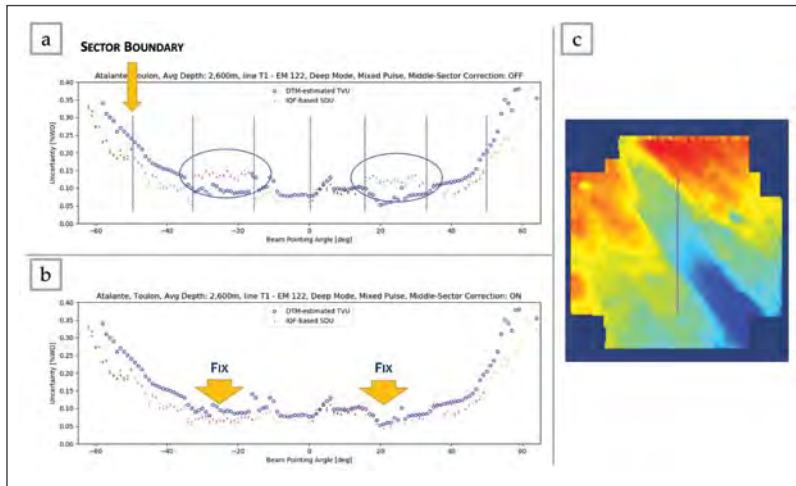 a
SECTOR BOUNDARY
Atalante, Toulon, Avg Depth: 2,600m, line T1 - EM 122, Deep Mode, Mixed Pulse, Middle-Sector Correction: OFF
DTM-estimated TVU
IQF-Based SDU
Uncertainty [%WD]
0.40
0.35
0.30
0.25
0.20
0.15
0.10
0.05
0.00
−60
−40
−20
0
20
40
60
Beam Pointing Angle [deg]
b
Atalante, Toulon, Avg Depth: 2,600m, line T1 - EM 122, Deep Mode, Mixed Pulse, Middle-Sector Correction: ON
DTM-estimated TVU
IQF-Based SDU
FIX
FIX
Uncertainty [%WD]
0.40
0.35
0.30
0.25
0.20
0.15
0.10
0.05
0.00
−60
−40
−20
0
20
40
60
Beam Pointing Angle [deg]
c